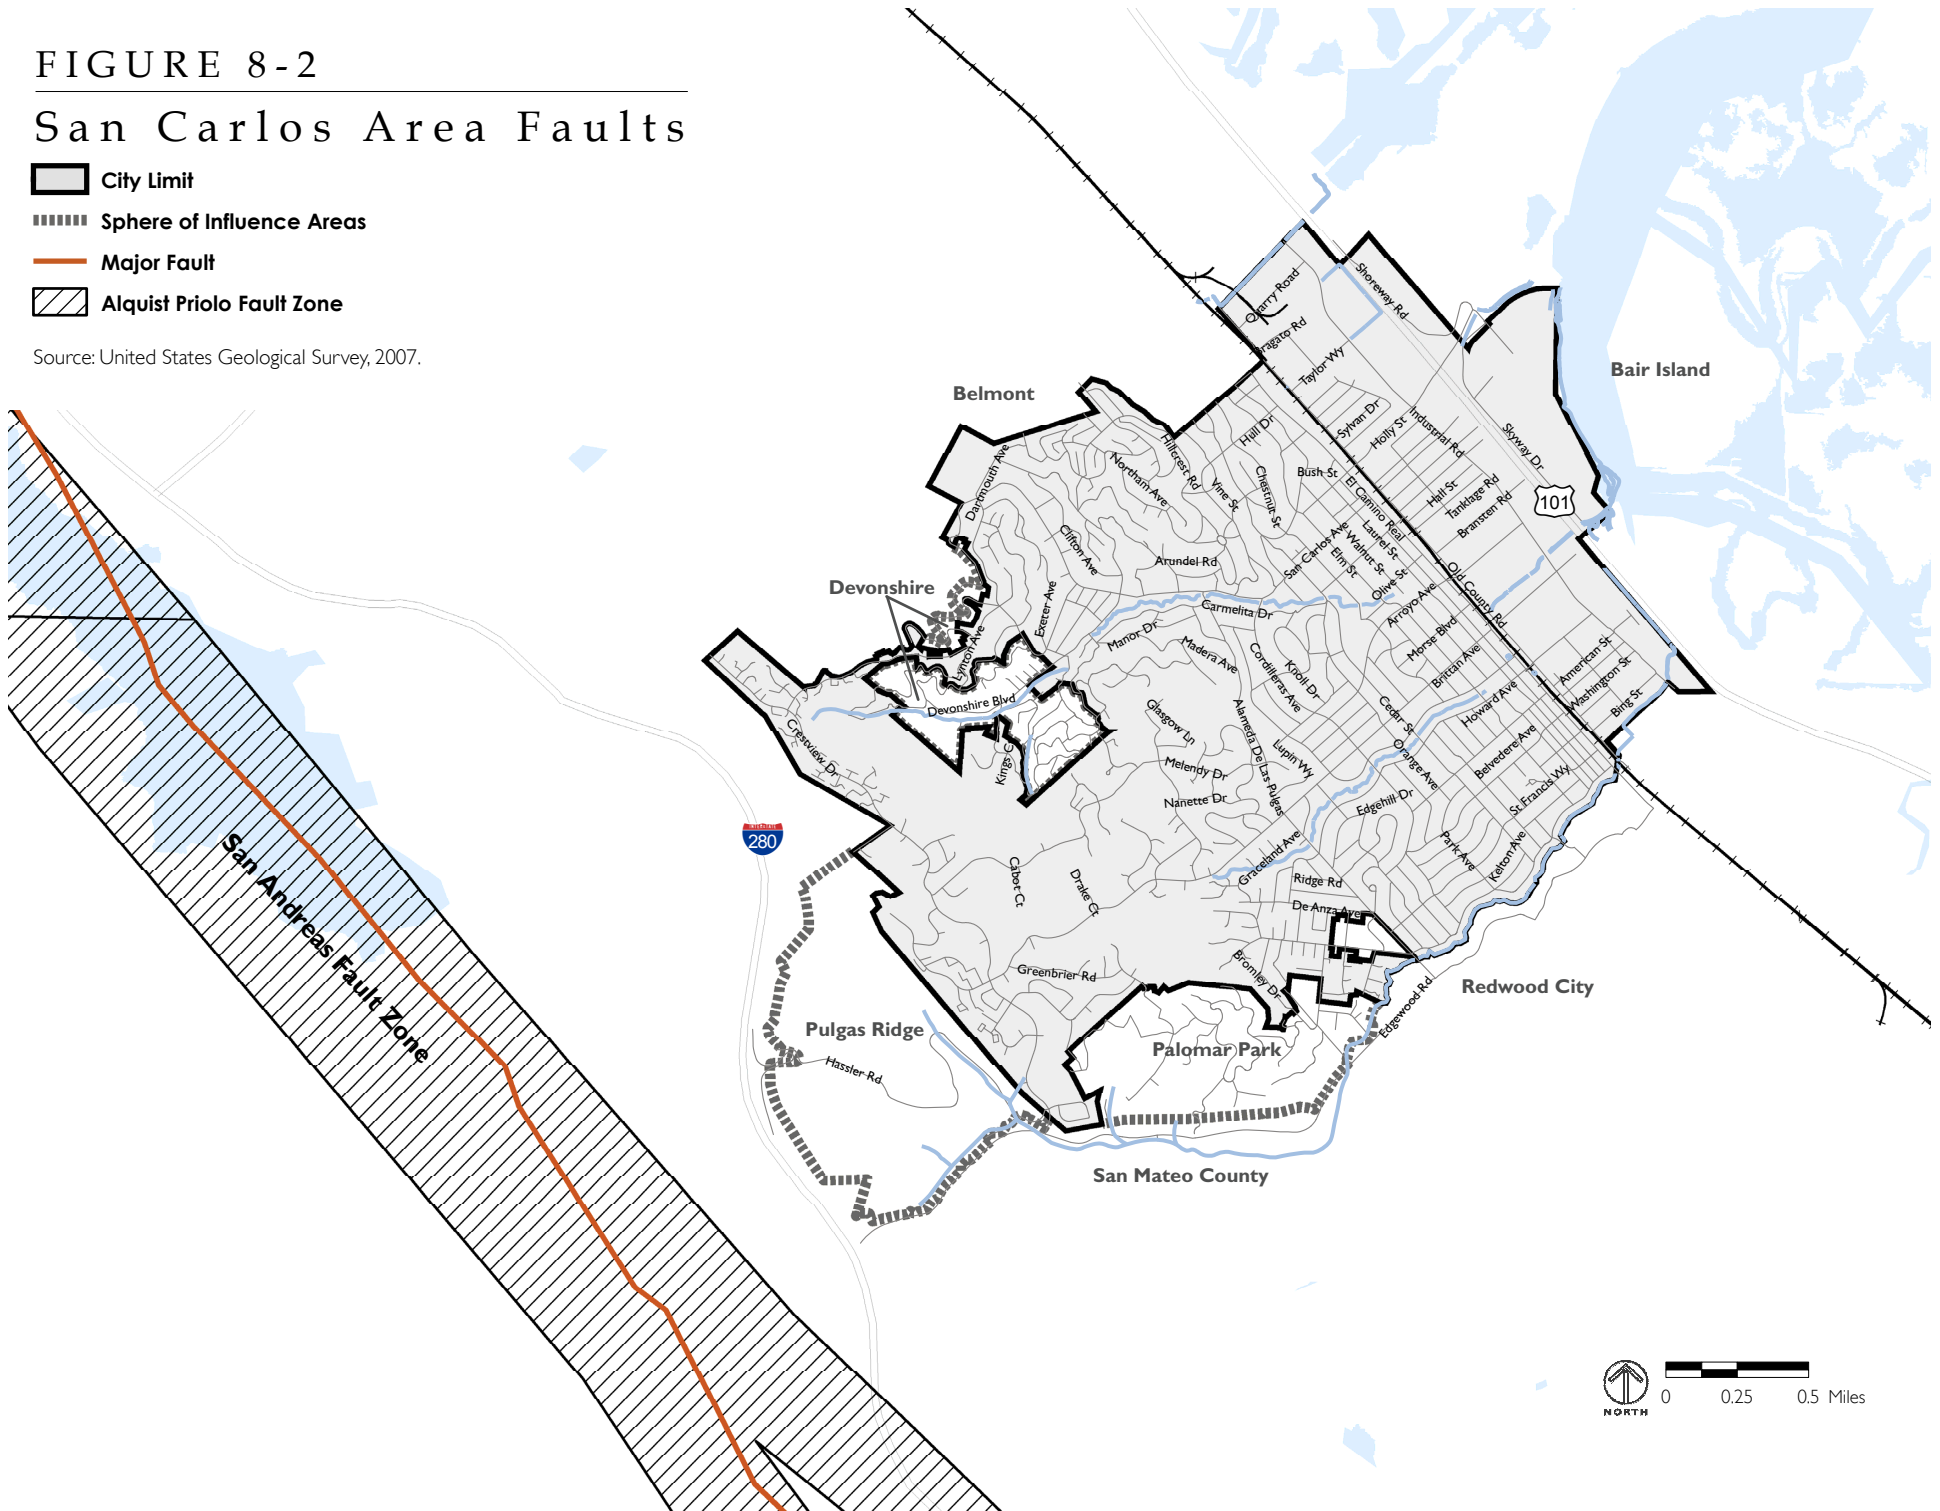 FIGURE 8-2
San Carlos Area Faults
City Limit
Sphere of Influence Areas
Major Fault
Alquist Priolo Fault Zone
Source: United States Geological Survey, 2007.
Quarry Road
Shoreway Rd
Taylor Wy
Bair Island
Belmont
Sylvan Dr
Holly St
Industrial Rd
Skyway Dr
Hull Dr
Hillcrest Rd
Dartmouth Ave
Northam Ave
Vine St
Chestnut St
Bush St
El Camino Real
Hall St
Tanklage Rd
Bransten Rd
101
Clifton Ave
Arundel Rd
San Carlos Ave
Laurel St
Walnut St
Elm St
Olive St
Old County Rd
Devonshire
Exeter Ave
Carmelita Dr
Arroyo Ave
Lynton Ave
Manor Dr
Madera Ave
Morse Blvd
Cordilleras Ave
Knoll Dr
Brittan Ave
American St
Washington St
Bing St
Devonshire Blvd
Glasgow Ln
Alameda De Las Pulgas
Cedar St
Howard Ave
Crestview Dr
Lupin Wy
Orange Ave
Belvedere Ave
Melendy Dr
Nanette Dr
Edgehill Dr
St Francis Wy
INTERSTATE
280
San Andreas Fault Zone
Cabot Ct
Drake Ct
Graceland Ave
Ridge Rd
Park Ave
Kelton Ave
De Anza Ave
Greenbrier Rd
Bromley Dr
Redwood City
Edgewood Rd
Pulgas Ridge
Hassler Rd
Palomar Park
San Mateo County
NORTH
0 0.25 0.5 Miles